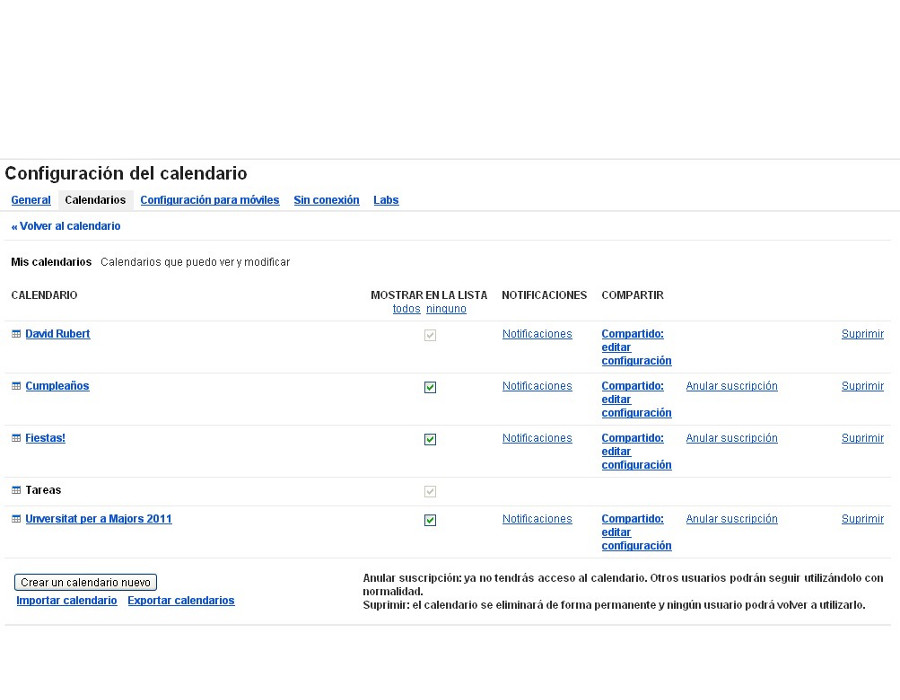 Configuración del calendario
General Calendarios Configuración para móviles Sin conexión Labs
« Volver al calendario
Mis calendarios Calendarios que puedo ver y modificar
CALENDARIO MOSTRAR EN LA LISTA NOTIFICACIONES COMPARTIR
todos ninguno
David Rubert Notificaciones Compartido: Suprimir
editar
configuración
Cumpleaños Notificaciones Compartido: Anular suscripción Suprimir
editar
configuración
Fiestas! Notificaciones Compartido: Anular suscripción Suprimir
editar
configuración
Tareas
Unversitat per a Majors 2011 Notificaciones Compartido: Anular suscripción Suprimir
editar
configuración
Crear un calendario nuevo
Importar calendario Exportar calendarios
Anular suscripción: ya no tendrás acceso al calendario. Otros usuarios podrán seguir utilizándolo con
normalidad.
Suprimir: el calendario se eliminará de forma permanente y ningún usuario podrá volver a utilizarlo.